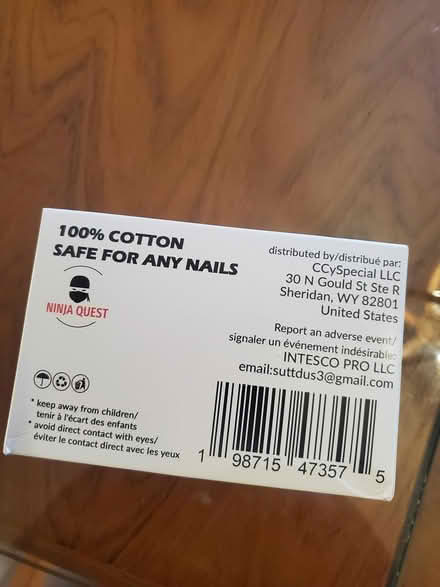 100% COTTON
SAFE FOR ANY NAILS
NINJA QUEST
* keep away from children/
tenir à l'écart des enfants
* avoid direct contact with eyes/
éviter le contact direct avec les yeux
distributed by/distribué par:
CCySpecial LLC
30 N Gould St Ste R
Sheridan, WY 82801
United States
Report an adverse event/
signaler un événement indésirable:
INTESCO PRO LLC
email:suttdus3@gmail.com
1 98715 47357 5